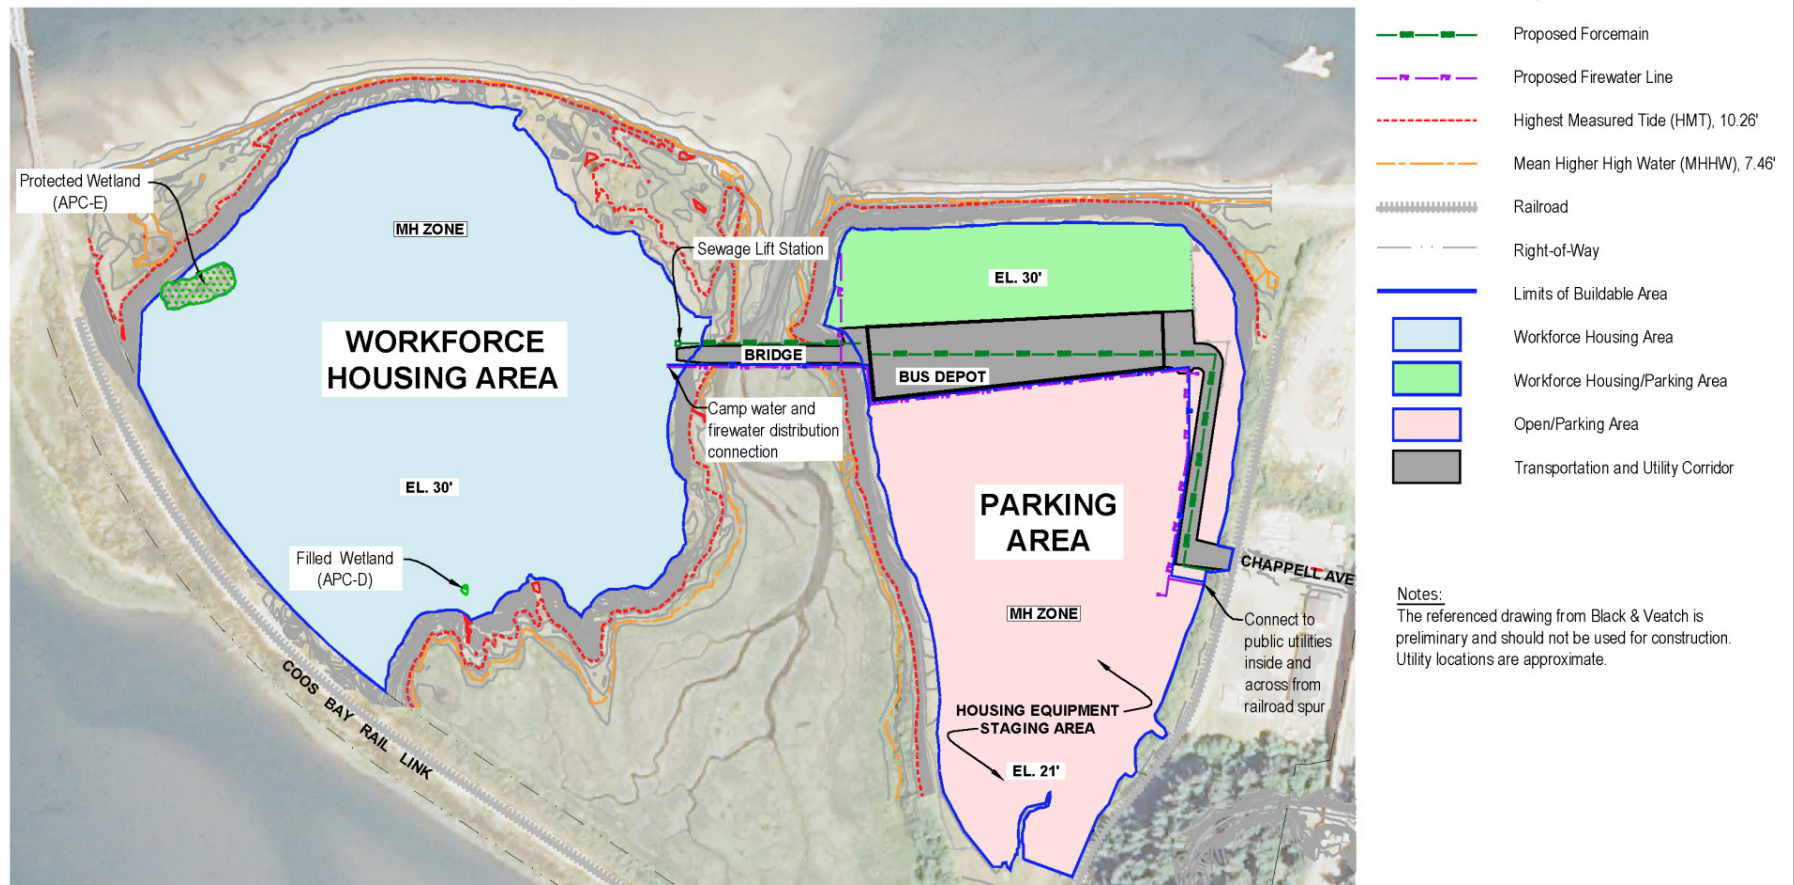 Protected Wetland
(APC-E)
MH ZONE
Sewage Lift Station
EL. 30'
WORKFORCE
HOUSING AREA
BRIDGE
BUS DEPOT
Camp water and
firewater distribution
connection
EL. 30'
PARKING
AREA
Filled Wetland
(APC-D)
CHAPPELL AVE
MH ZONE
Connect to
public utilities
inside and
across from
railroad spur
COOS BAY RAIL LINK
HOUSING EQUIPMENT
STAGING AREA
EL. 21'
Proposed Forcemain
Proposed Firewater Line
Highest Measured Tide (HMT), 10.26'
Mean Higher High Water (MHHW), 7.46'
Railroad
Right-of-Way
Limits of Buildable Area
Workforce Housing Area
Workforce Housing/Parking Area
Open/Parking Area
Transportation and Utility Corridor
Notes:
The referenced drawing from Black & Veatch is
preliminary and should not be used for construction.
Utility locations are approximate.